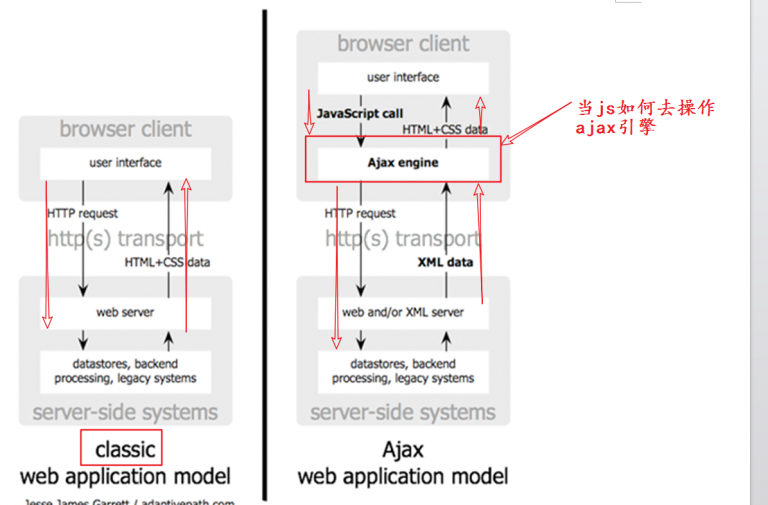 browser client
user interface
HTTP request
http(s) transport
HTML+CSS data
web server
datastores, backend
processing, legacy systems
server-side systems
classic
web application model
Jesse James Garrett / adaptivepath.com
browser client
user interface
JavaScript call
HTML+CSS data
Ajax engine
HTTP request
http(s) transport
XML data
web and/or XML server
datastores, backend
processing, legacy systems
server-side systems
Ajax
web application model
当js如何去操作
ajax引擎